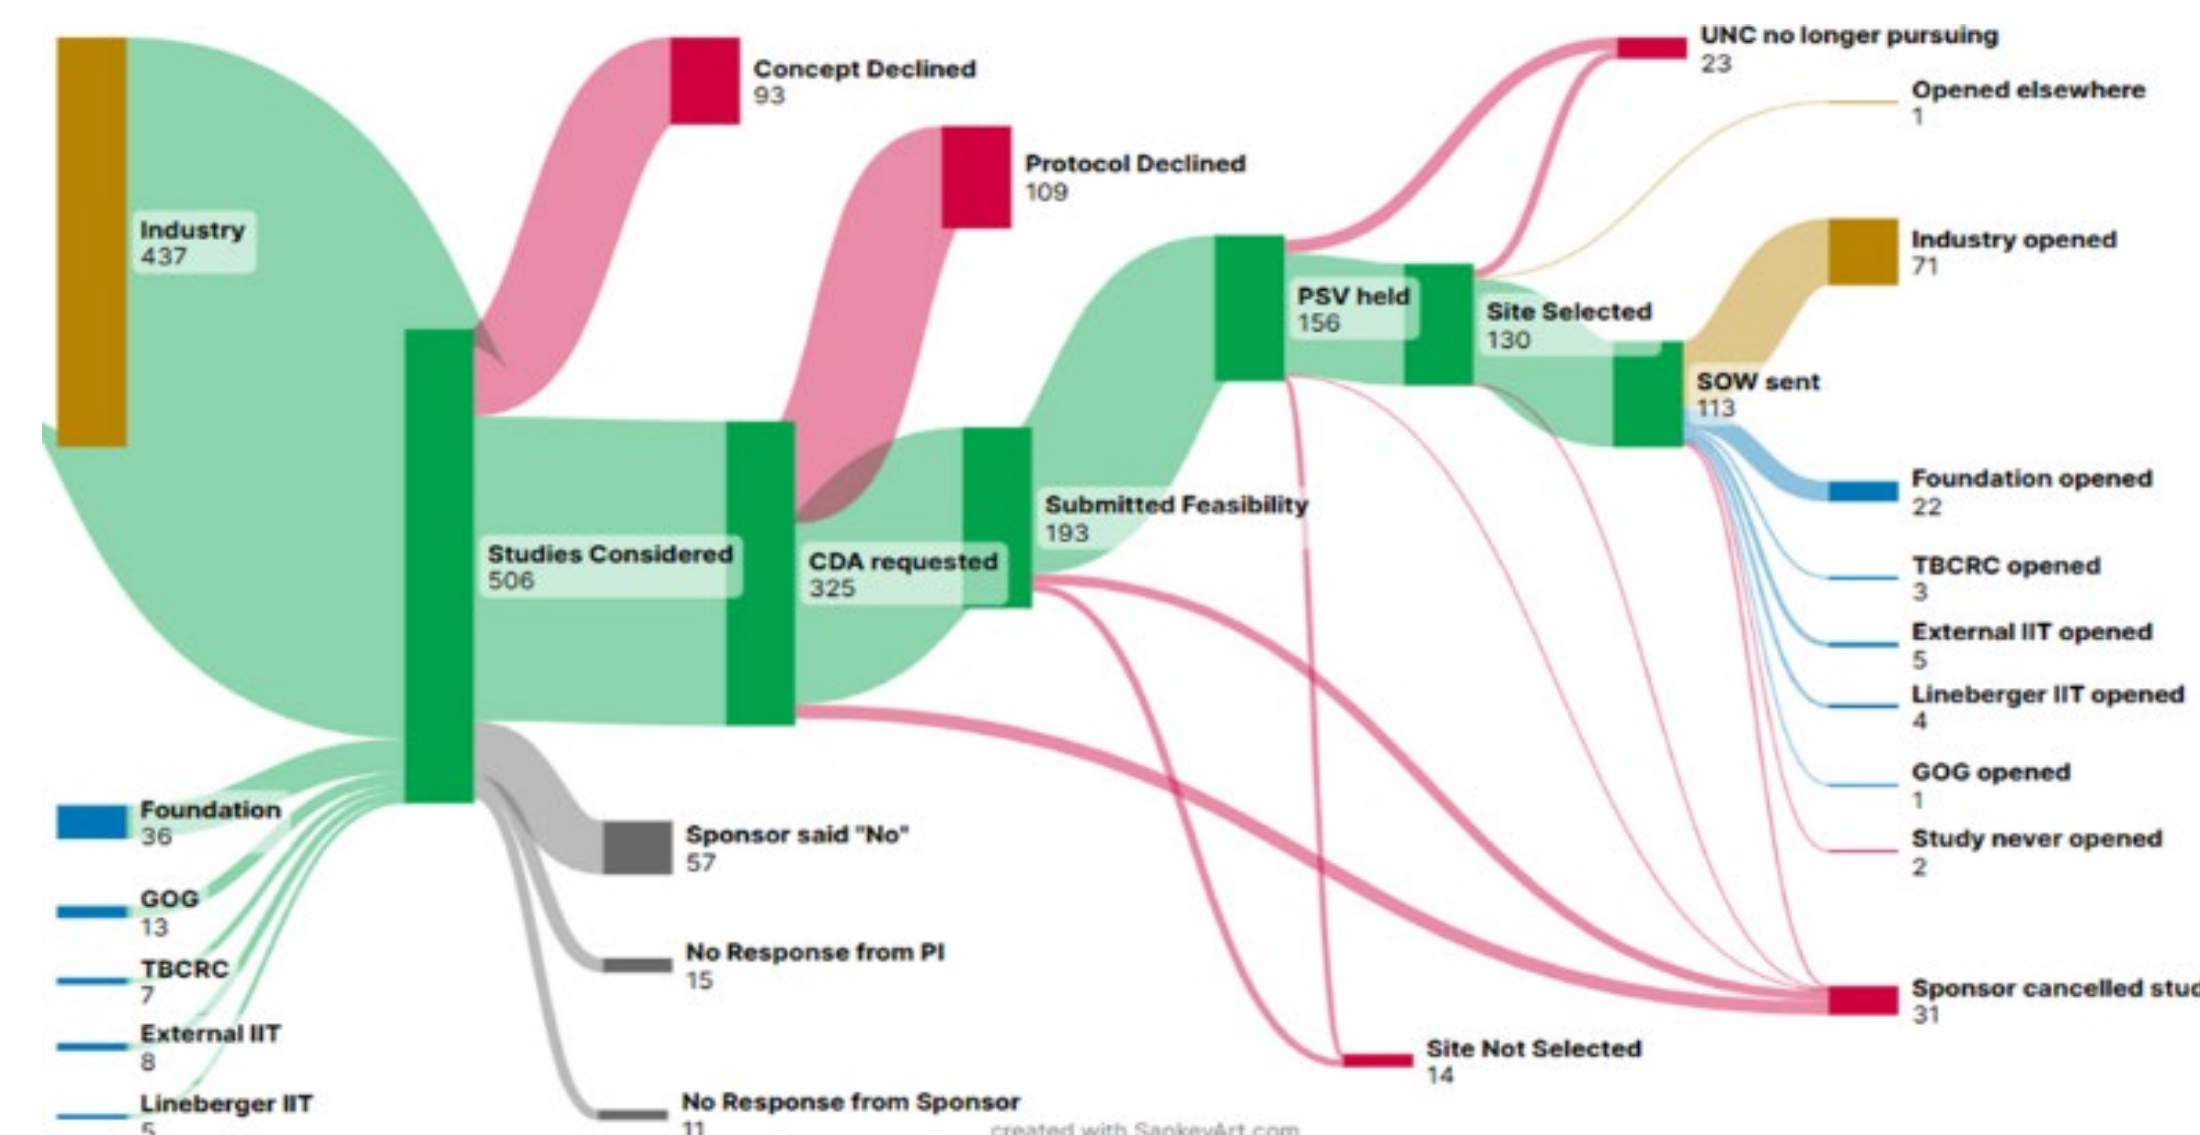 UNC no longer pursuing
23
Concept Declined
93
Opened elsewhere
1
Protocol Declined
109
Industry
437
Industry opened
71
PSV held
156
Site Selected
130
SOW sent
113
Foundation opened
22
Submitted Feasibility
193
Studies Considered
506
CDA requested
325
TBCRC opened
3
External IIT opened
5
Lineberger IIT opened
4
GOG opened
1
Foundation
36
Sponsor said "No"
57
Study never opened
2
GOG
13
No Response from PI
15
TBCRC
7
Sponsor cancelled stud
31
External IIT
8
Site Not Selected
14
Lineberger IIT
5
No Response from Sponsor
11
created with SankeyArt.com